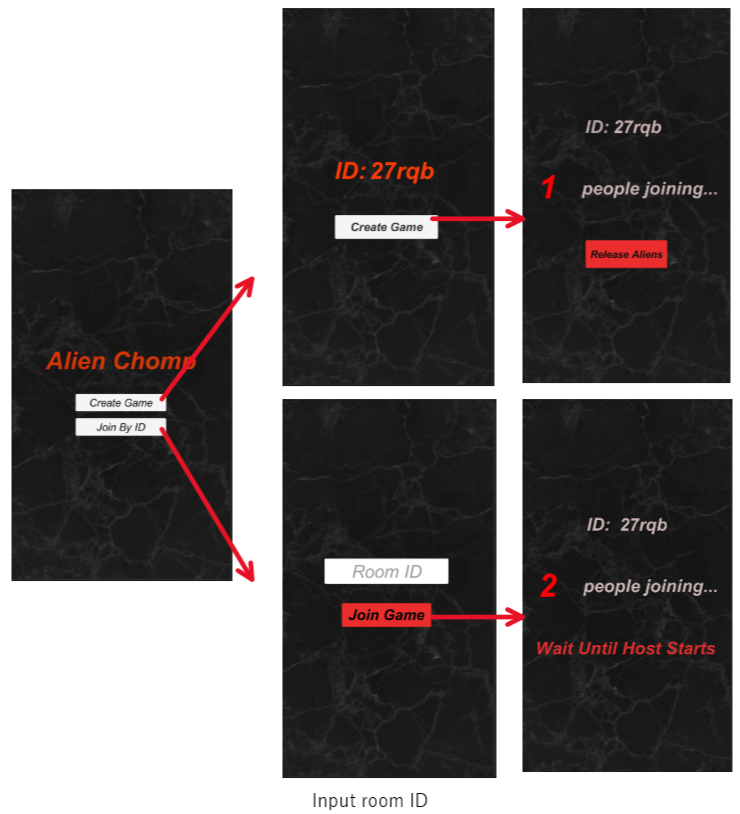 Alien Chomp
Create Game
Join By ID
ID: 27rqb
Create Game
ID: 27rqb
1 people joining...
Release Aliens
Room ID
Join Game
ID: 27rqb
2 people joining...
Wait Until Host Starts
Input room ID